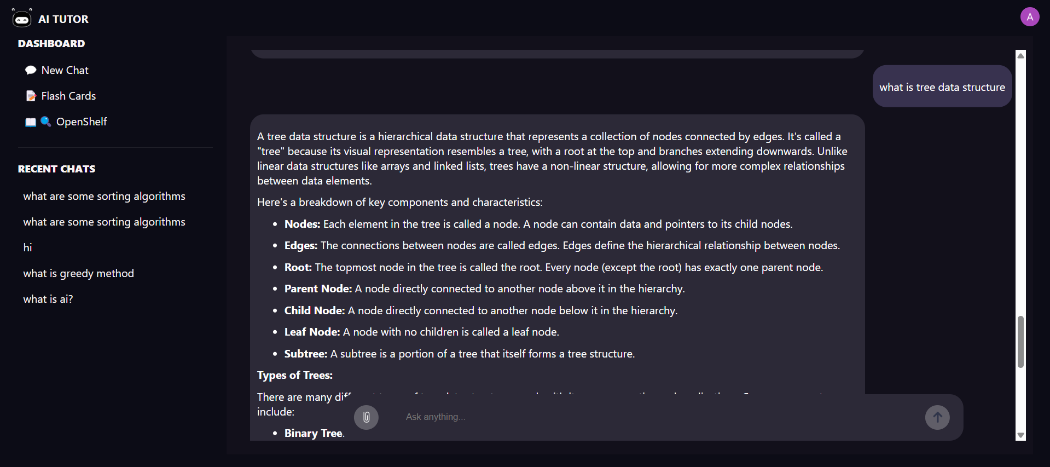 AI TUTOR
A
DASHBOARD
New Chat
Flash Cards
OpenShelf
RECENT CHATS
what are some sorting algorithms
what are some sorting algorithms
hi
what is greedy method
what is ai?
what is tree data structure
A tree data structure is a hierarchical data structure that represents a collection of nodes connected by edges. It's called a
"tree" because its visual representation resembles a tree, with a root at the top and branches extending downwards. Unlike
linear data structures like arrays and linked lists, trees have a non-linear structure, allowing for more complex relationships
between data elements.
Here's a breakdown of key components and characteristics:
• Nodes: Each element in the tree is called a node. A node can contain data and pointers to its child nodes.
• Edges: The connections between nodes are called edges. Edges define the hierarchical relationship between nodes.
• Root: The topmost node in the tree is called the root. Every node (except the root) has exactly one parent node.
• Parent Node: A node directly connected to another node above it in the hierarchy.
• Child Node: A node directly connected to another node below it in the hierarchy.
• Leaf Node: A node with no children is called a leaf node.
• Subtree: A subtree is a portion of a tree that itself forms a tree structure.
Types of Trees:
There are many
include:
Ask anything...
• Binary Tree.